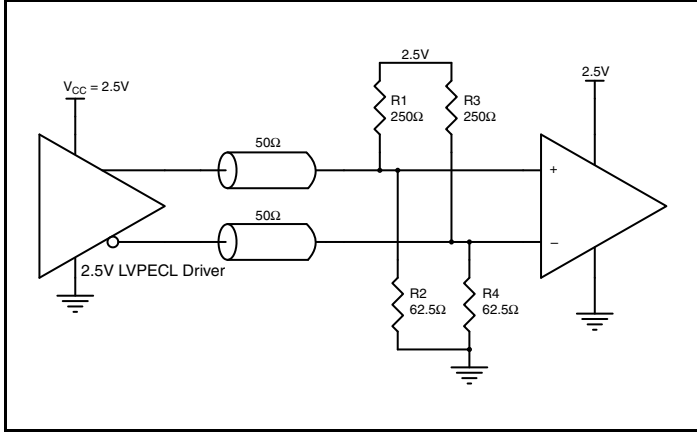 2.5V
V_CC = 2.5V
2.5V
R1
250Ω
R3
250Ω
50Ω
+
50Ω
–
2.5V LVPECL Driver
R2
62.5Ω
R4
62.5Ω